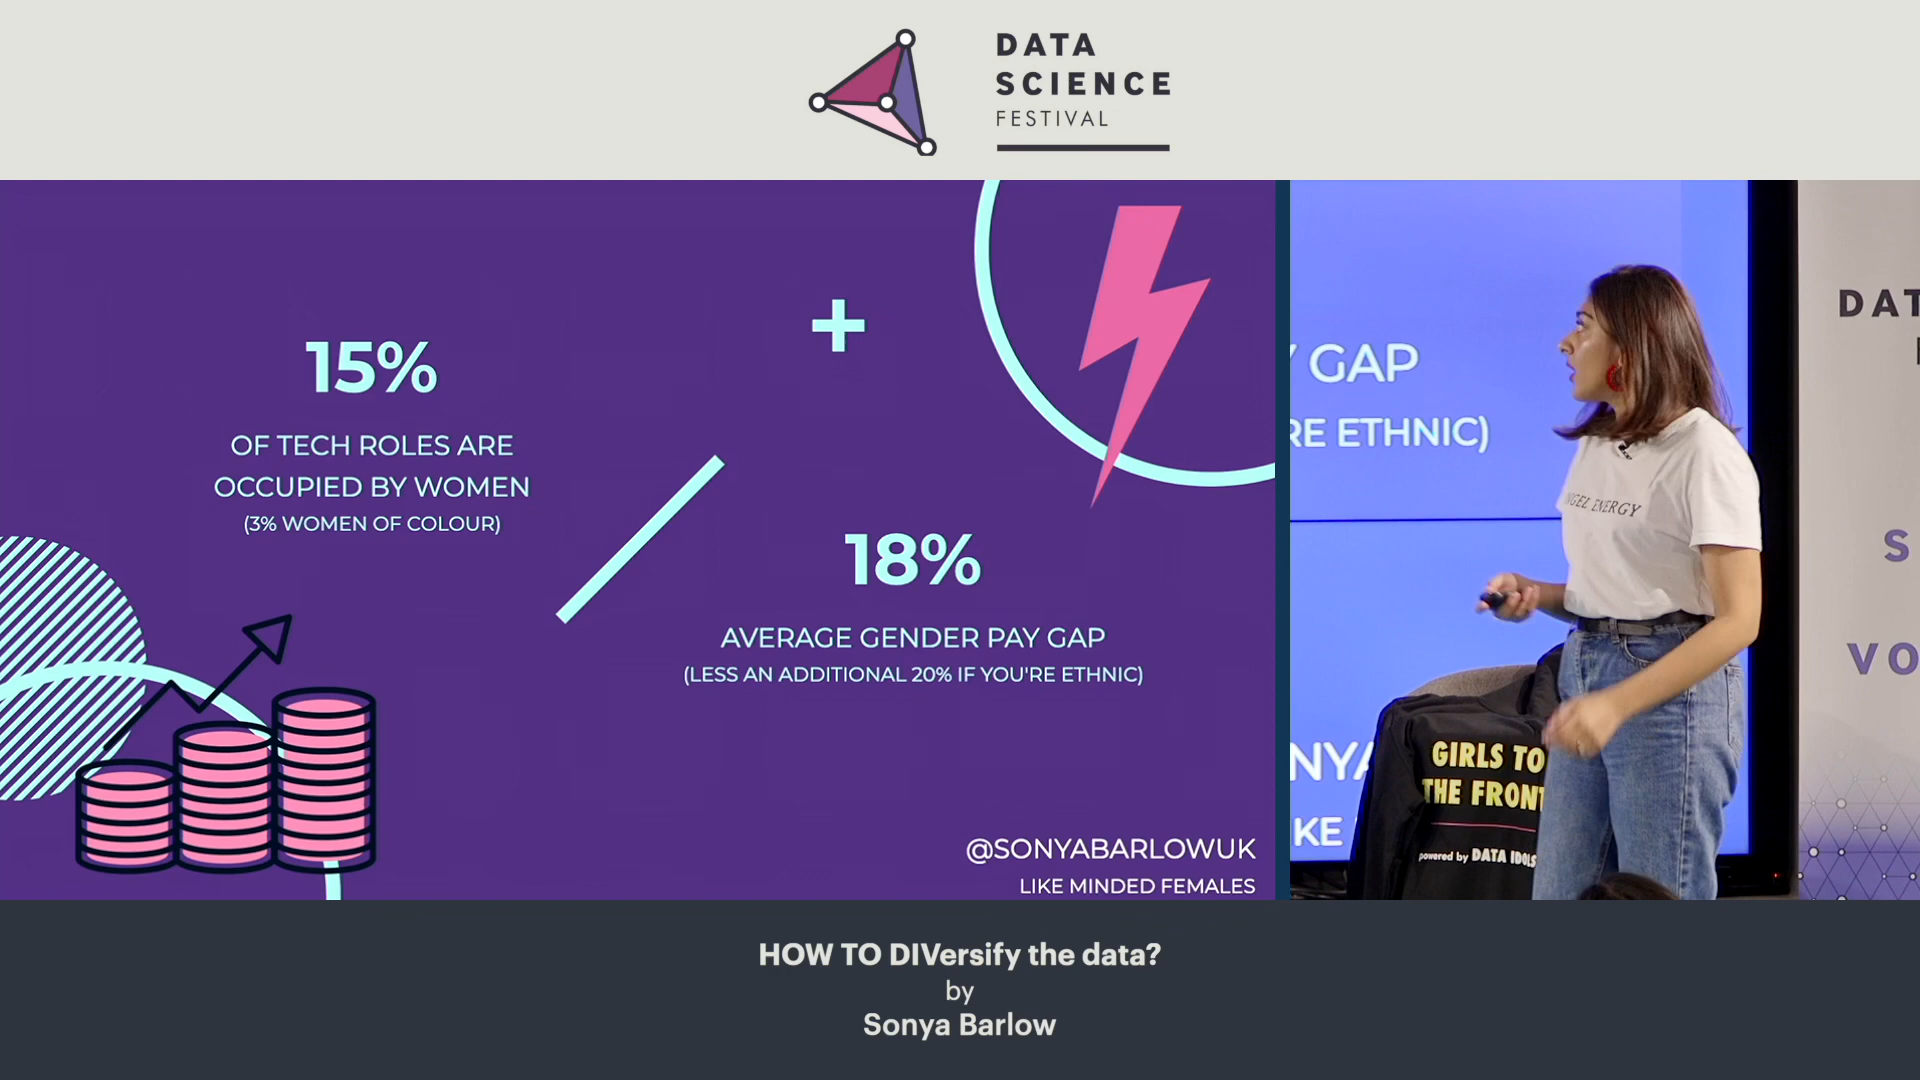 DATA
SCIENCE
FESTIVAL
15%
OF TECH ROLES ARE
OCCUPIED BY WOMEN
(3% WOMEN OF COLOUR)
18%
AVERAGE GENDER PAY GAP
(LESS AN ADDITIONAL 20% IF YOU'RE ETHNIC)
@SONYABARLOWUK
LIKE MINDED FEMALES
GAP
RE ETHNIC)
NYA
KE
NGEL ENERGY
GIRLS TO
THE FRONT
powered by DATA IDOLS
DAT
S
VO
HOW TO DIVersify the data?
by
Sonya Barlow